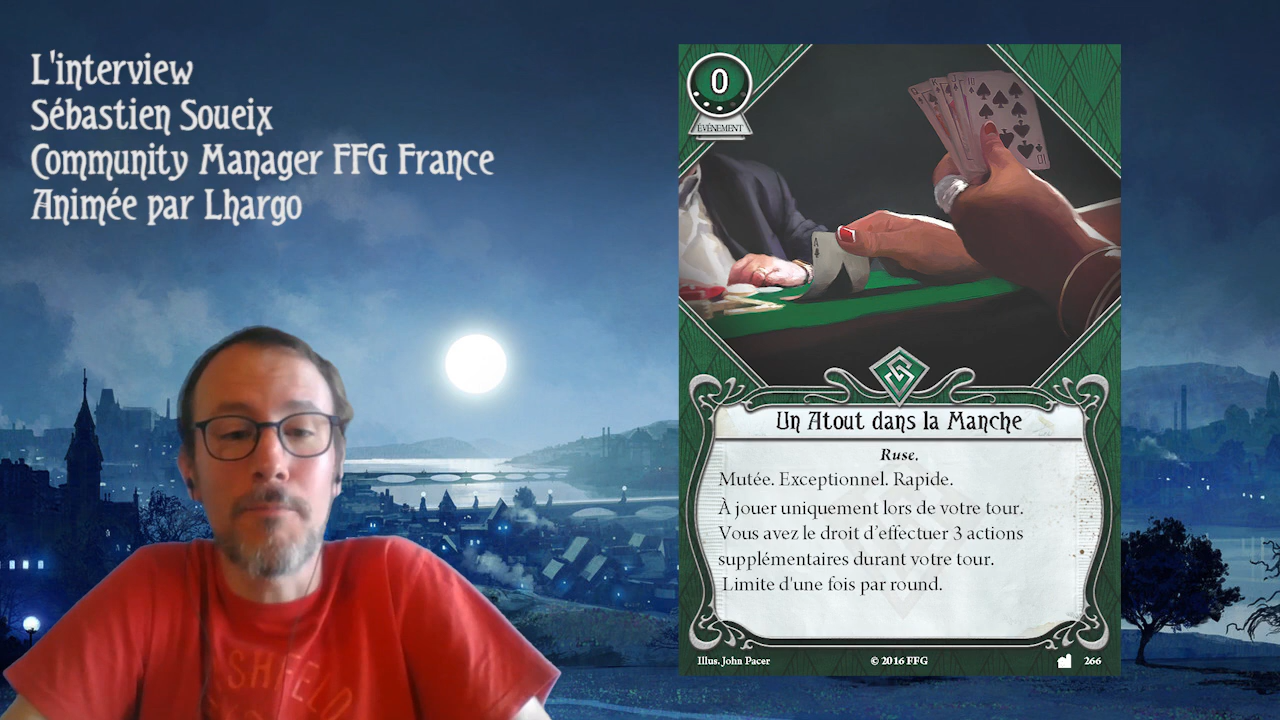 L'interview
Sébastien Soueix
Community Manager FFG France
Animée par Lhargo
0
ÉVÉNEMENT
Un Atout dans la Manche
Ruse.
Mutée. Exceptionnel. Rapide.
À jouer uniquement lors de votre tour.
Vous avez le droit d'effectuer 3 actions
supplémentaires durant votre tour.
Limite d'une fois par round.
Illus. John Pacer
© 2016 FFG
266